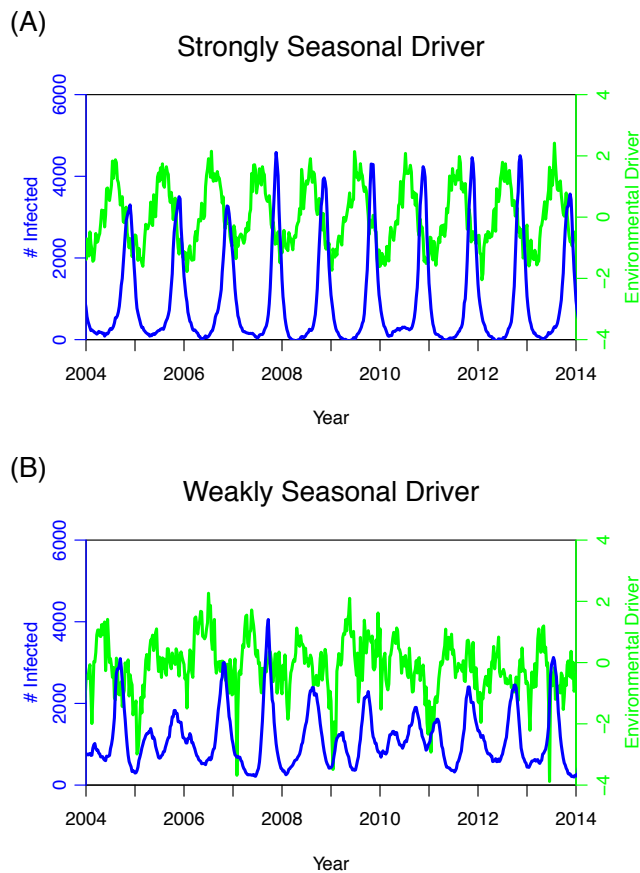 (A)
Strongly Seasonal Driver
6000
4000
2000
0
# Infected
4
2
0
−2
−4
Environmental Driver
2004 2006 2008 2010 2012 2014
Year
(B)
Weakly Seasonal Driver
6000
4000
2000
0
# Infected
4
2
0
−2
−4
Environmental Driver
2004 2006 2008 2010 2012 2014
Year